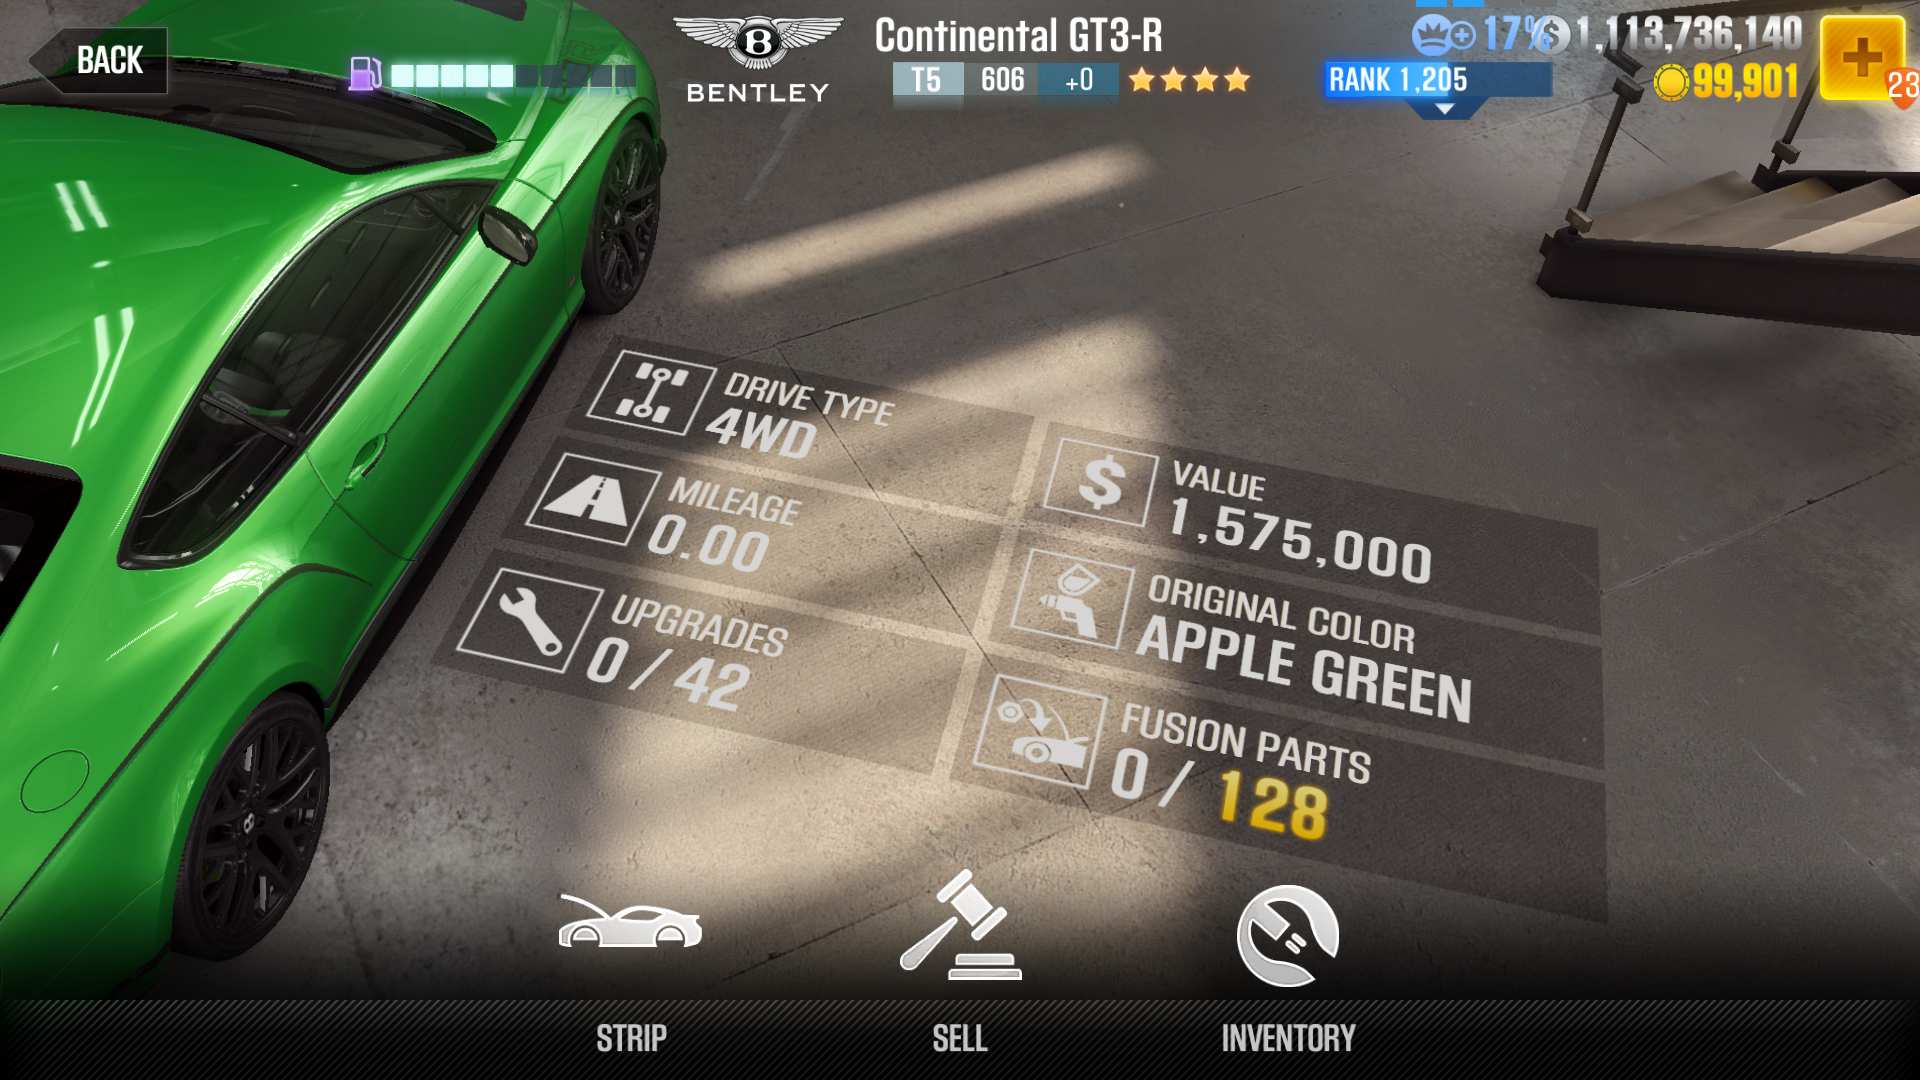 BACK
B
BENTLEY
Continental GT3-R
T5 606 +0
17%
$ 1,113,736,140
RANK 1,205
99,901
23
DRIVE TYPE
4WD
MILEAGE
0.00
UPGRADES
0 / 42
$ VALUE
1,575,000
ORIGINAL COLOR
APPLE GREEN
FUSION PARTS
0 / 128
STRIP
SELL
INVENTORY